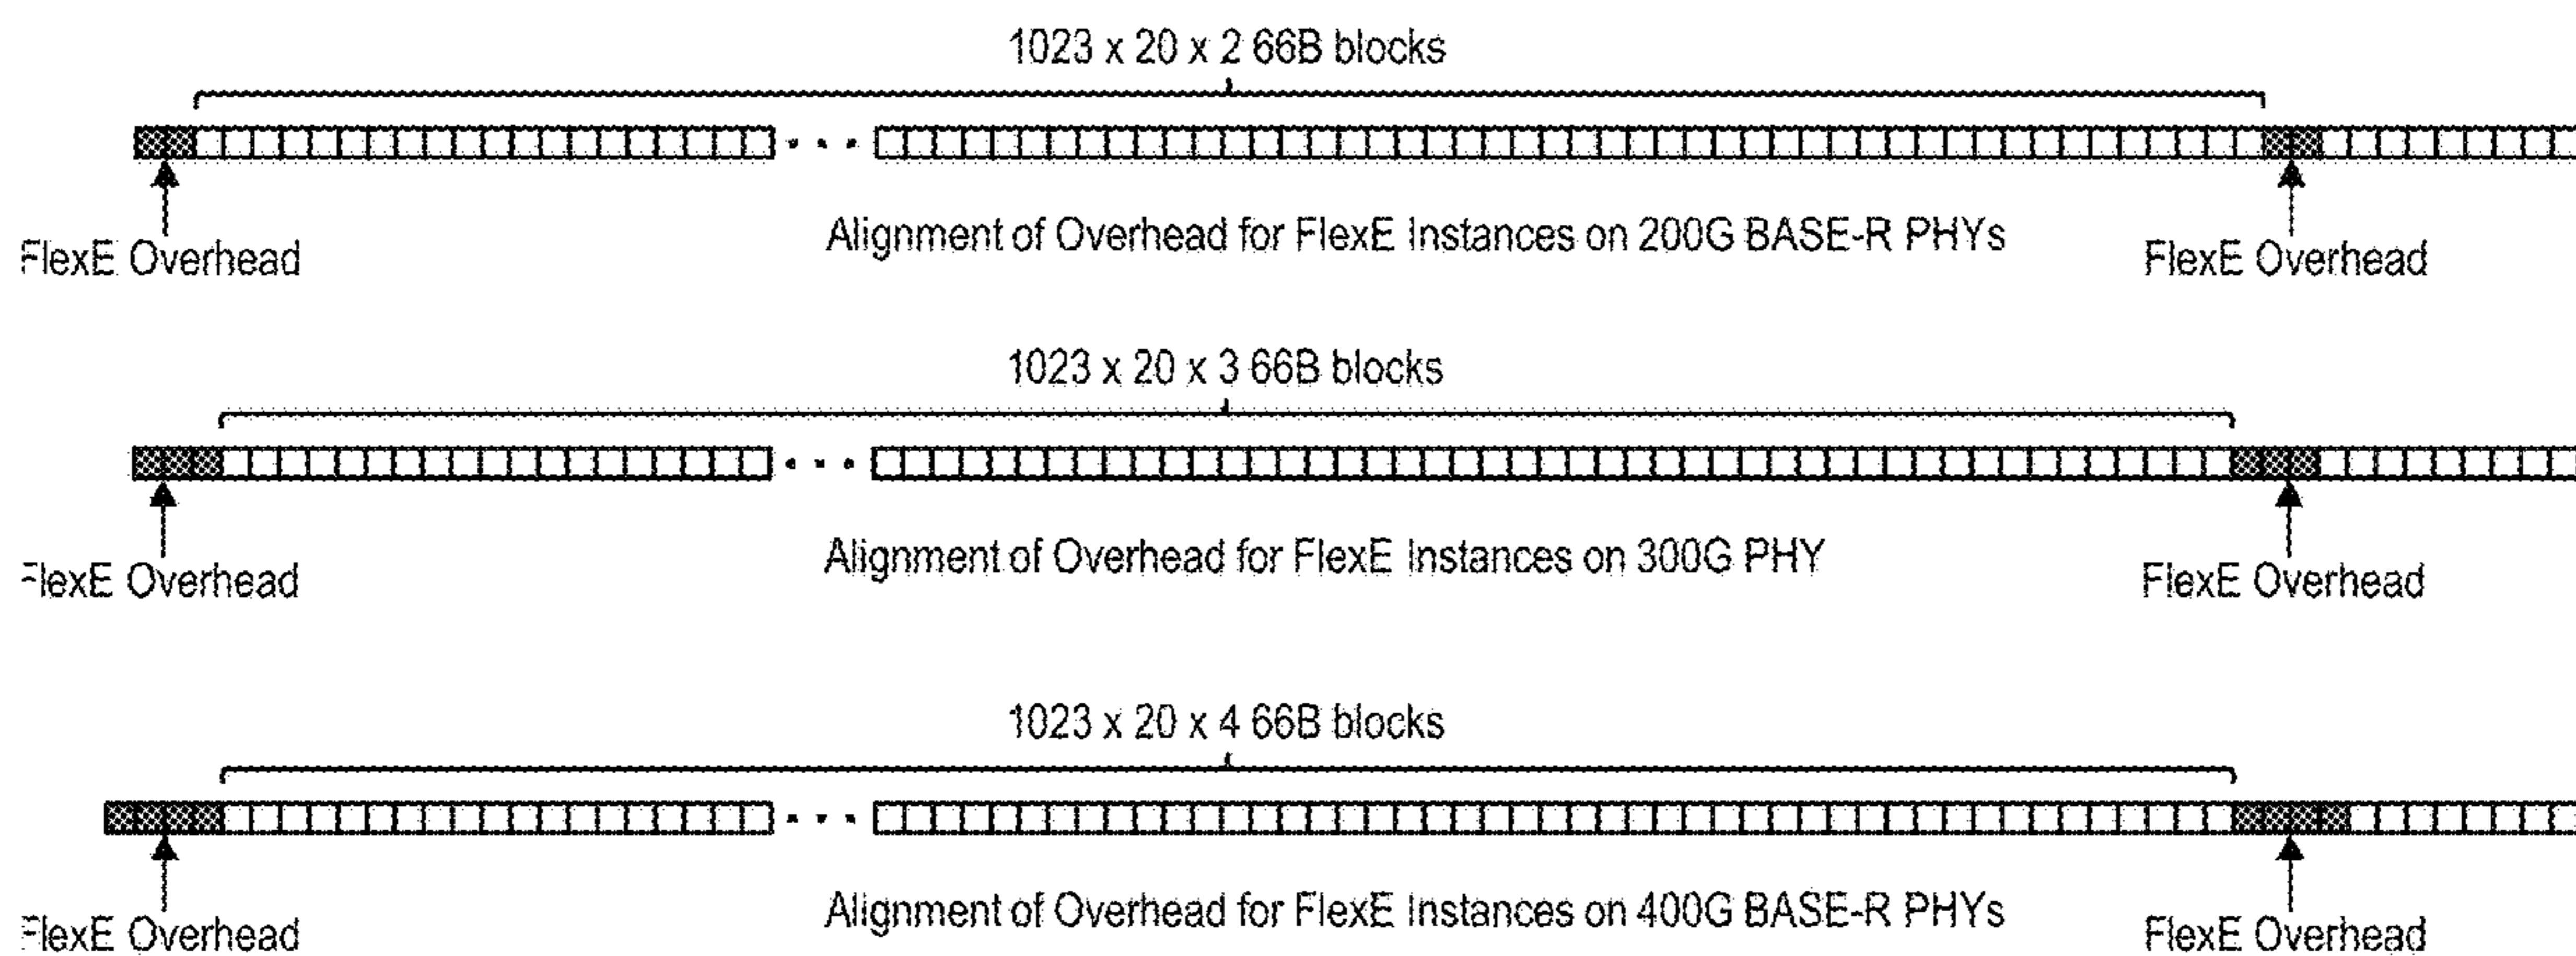 1023 x 20 x 2 66B blocks
FlexE Overhead
Alignment of Overhead for FlexE Instances on 200G BASE-R PHYs
FlexE Overhead
1023 x 20 x 3 66B blocks
FlexE Overhead
Alignment of Overhead for FlexE Instances on 300G PHY
FlexE Overhead
1023 x 20 x 4 66B blocks
FlexE Overhead
Alignment of Overhead for FlexE Instances on 400G BASE-R PHYs
FlexE Overhead